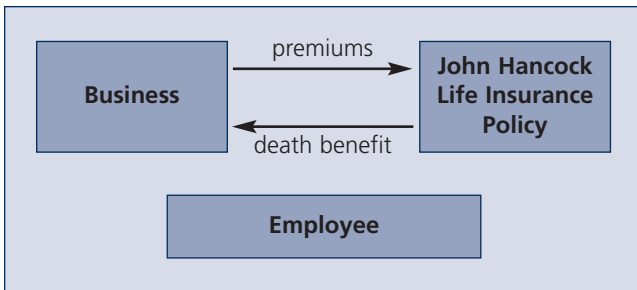 premiums
Business
John Hancock
Life Insurance
Policy
death benefit
Employee